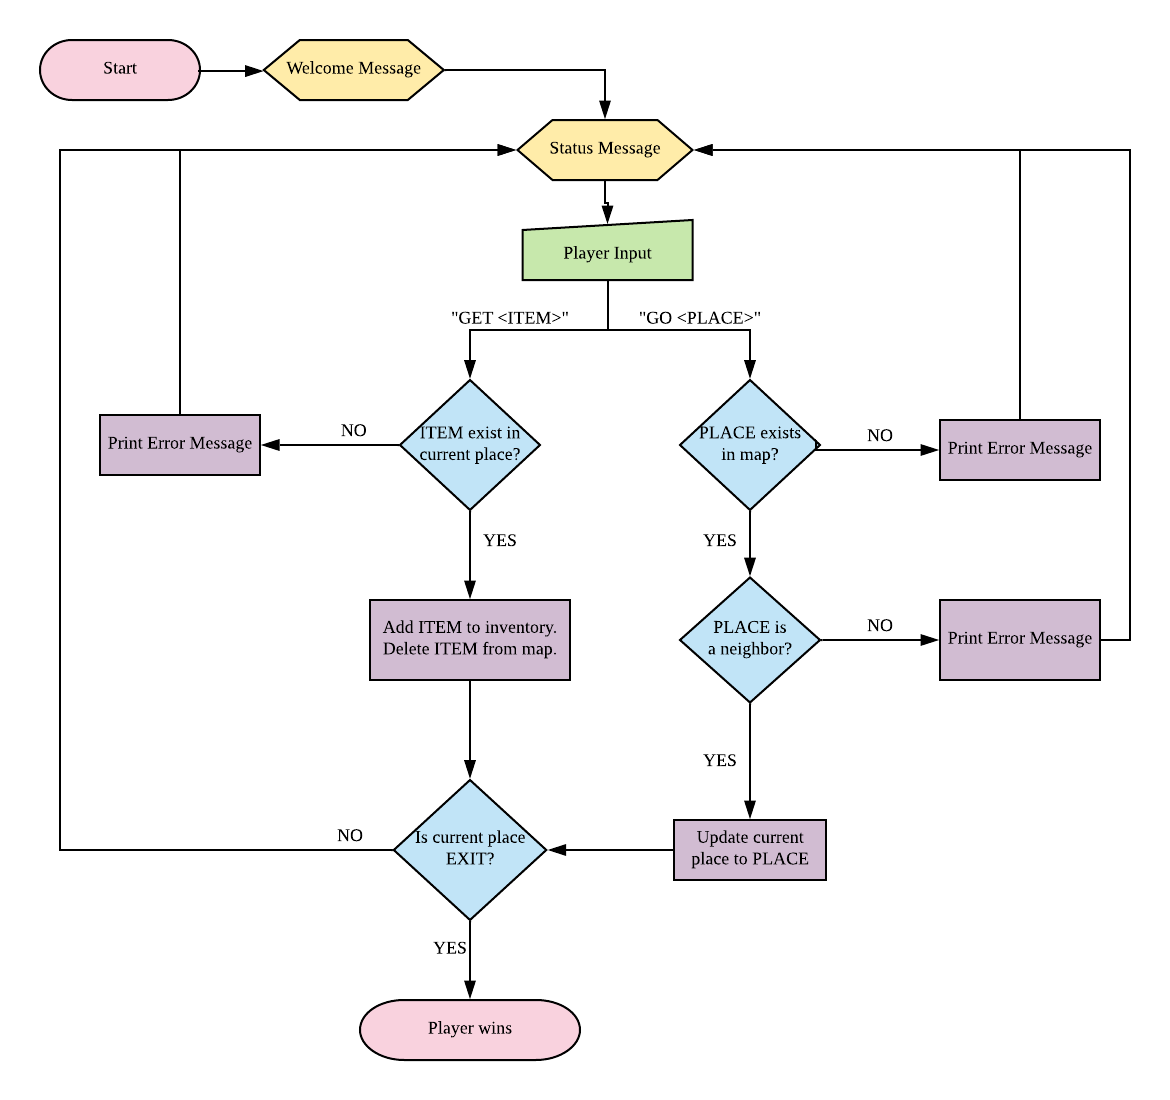 Start
Welcome Message
Status Message
Player Input
"GET <ITEM>"
"GO <PLACE>"
Print Error Message
NO
ITEM exist in
current place?
PLACE exists
in map?
NO
Print Error Message
YES
YES
Add ITEM to inventory.
Delete ITEM from map.
PLACE is
a neighbor?
NO
Print Error Message
YES
NO
Is current place
EXIT?
Update current
place to PLACE
YES
Player wins